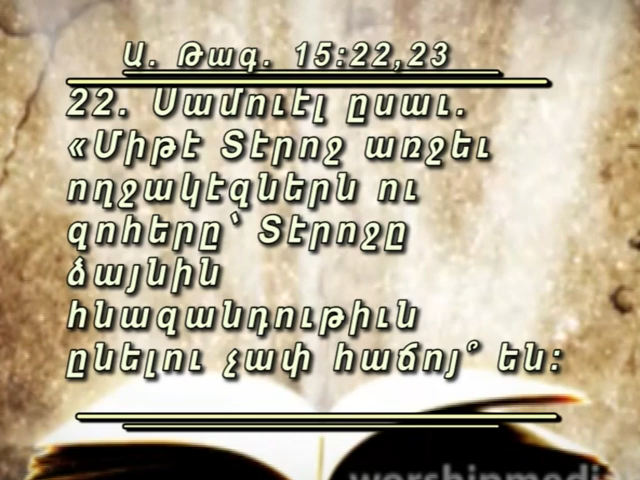 Ա. Թագ. 15:22,23
22. Սամուէլ ըսաւ.
«Միթէ Տէրոջ առջեւ
ողջակէզներն ու
զոհերը՝ Տէրոջը
ձայնին
հնազանդութիւն
ընելու չափ հաճոյ՞ են:
worshipmedia